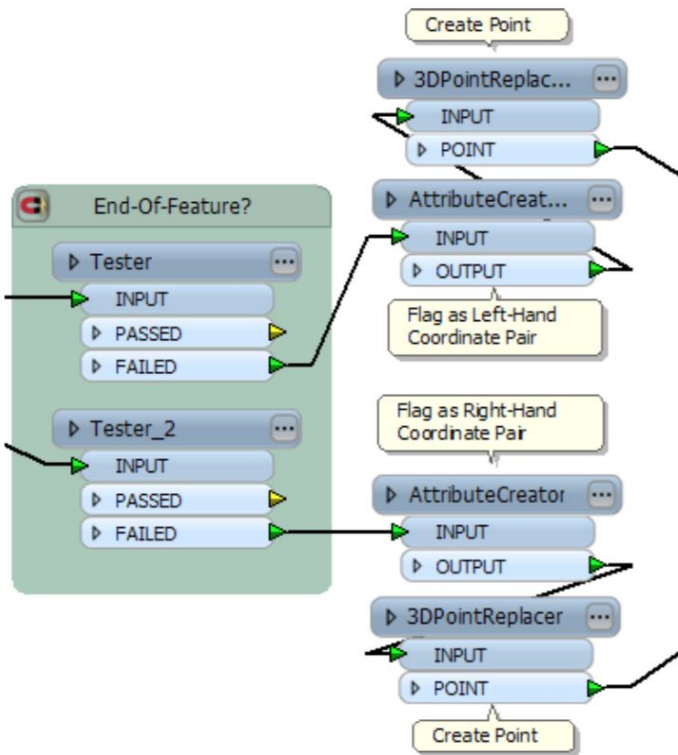 Create Point
3DPointReplac...
INPUT
POINT
End-Of-Feature?
Tester
INPUT
PASSED
FAILED
AttributeCreat...
INPUT
OUTPUT
Flag as Left-Hand
Coordinate Pair
Tester_2
INPUT
PASSED
FAILED
Flag as Right-Hand
Coordinate Pair
AttributeCreator
INPUT
OUTPUT
3DPointReplacer
INPUT
POINT
Create Point